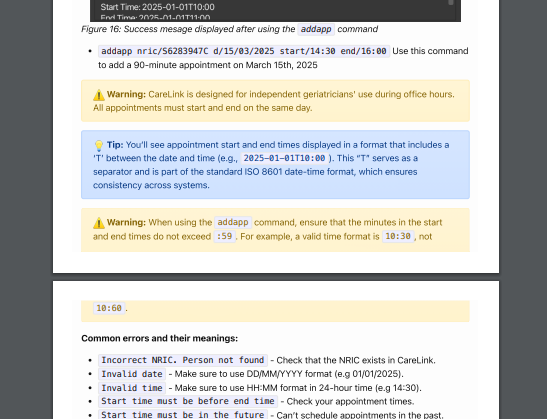 Start Time: 2025-01-01T10:00
End Time: 2025-01-01T11:00
Figure 16: Success mesage displayed after using the addapp command
• addapp nric/S6283947C d/15/03/2025 start/14:30 end/16:00 Use this command
to add a 90-minute appointment on March 15th, 2025
⚠️ Warning: CareLink is designed for independent geriatricians' use during office hours.
All appointments must start and end on the same day.
💡 Tip: You'll see appointment start and end times displayed in a format that includes a
'T' between the date and time (e.g., 2025-01-01T10:00 ). This “T” serves as a
separator and is part of the standard ISO 8601 date-time format, which ensures
consistency across systems.
⚠️ Warning: When using the addapp command, ensure that the minutes in the start
and end times do not exceed :59 . For example, a valid time format is 10:30 , not
10:60 .
Common errors and their meanings:
• Incorrect NRIC. Person not found - Check that the NRIC exists in CareLink.
• Invalid date - Make sure to use DD/MM/YYYY format (e.g 01/01/2025).
• Invalid time - Make sure to use HH:MM format in 24-hour time (e.g 14:30).
• Start time must be before end time - Check your appointment times.
• Start time must be in the future - Can't schedule appointments in the past.